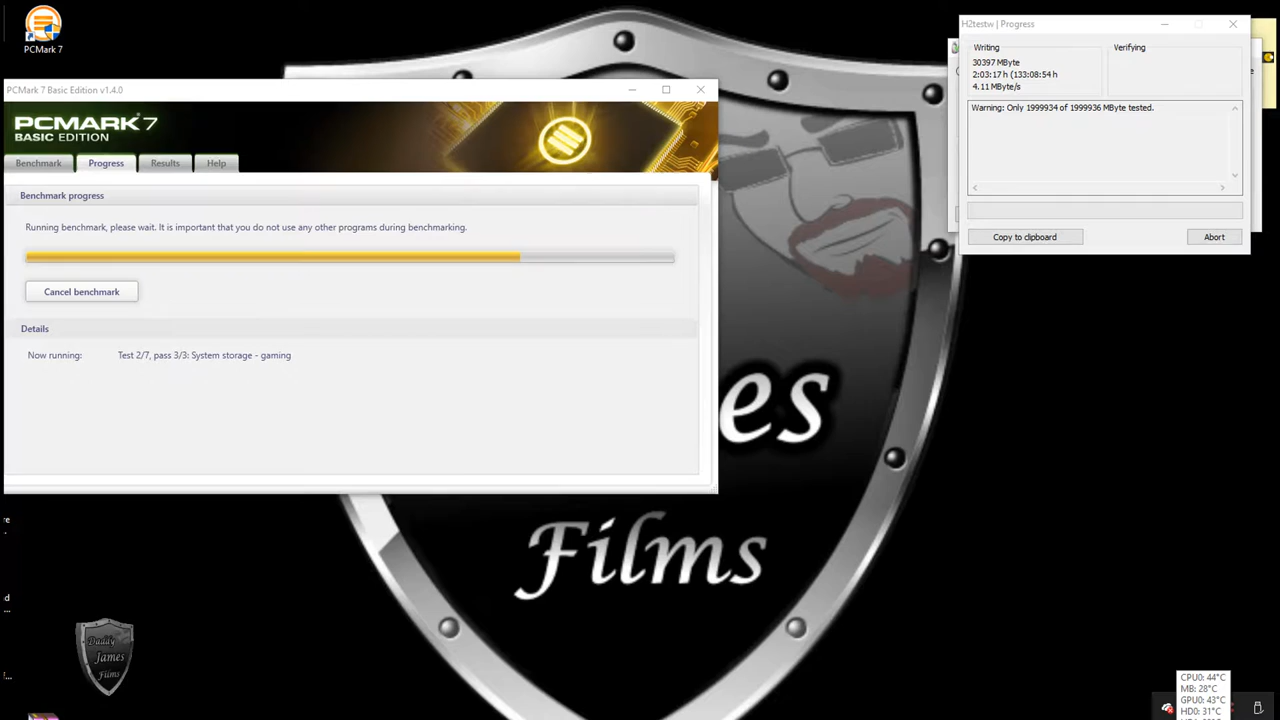 PCMark 7
PCMark 7 Basic Edition v1.4.0
PCMARK 7
BASIC EDITION
Benchmark
Progress
Results
Help
Benchmark progress
Running benchmark, please wait. It is important that you do not use any other programs during benchmarking.
Cancel benchmark
Details
Now running: Test 2/7, pass 3/3: System storage - gaming
H2testw | Progress
Writing
Verifying
30397 MByte
2:03:17 h (133:08:54 h
4.11 MByte/s
Warning: Only 1999934 of 1999936 MByte tested.
Copy to clipboard
Abort
es
Films
Daddy
James
Films
CPU0: 44°C
MB: 28°C
GPU0: 43°C
HD0: 31°C